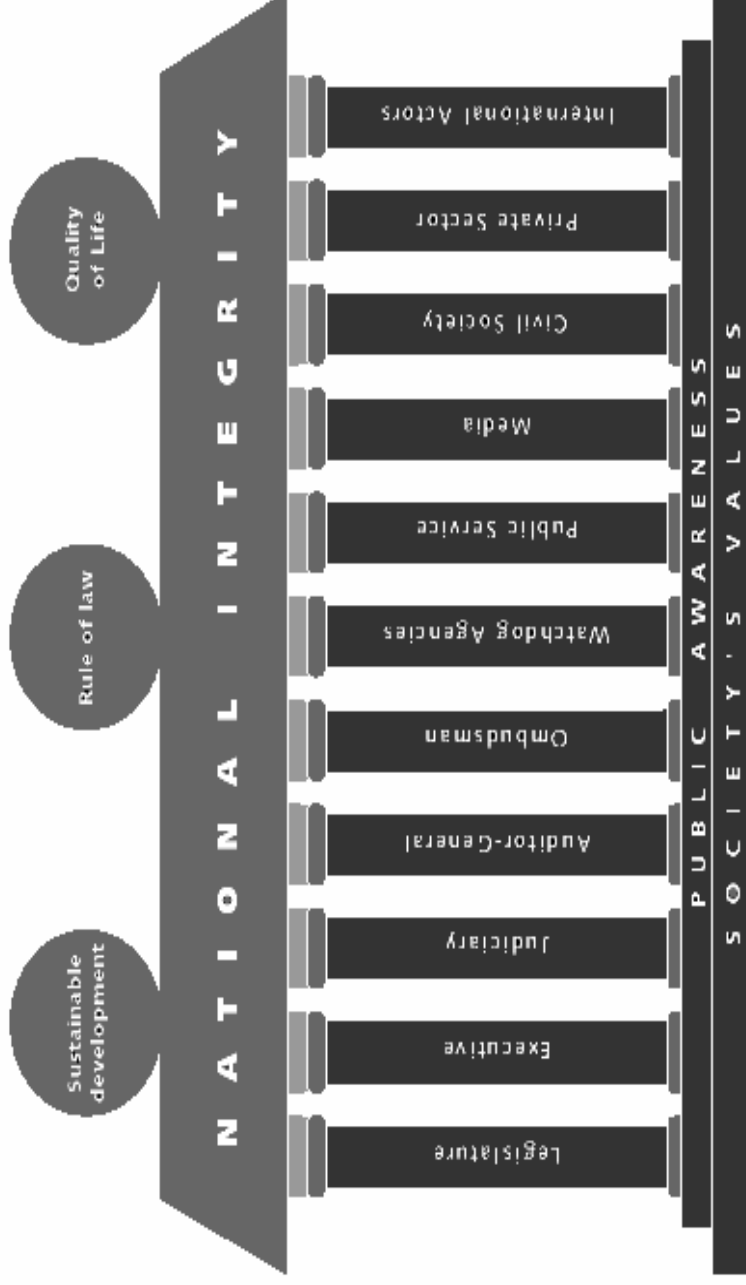 Sustainable
development
Rule of law
Quality
of Life
NATIONAL INTEGRITY
Legislature
Executive
Judiciary
Auditor-General
Ombudsman
Watchdog Agencies
Public Service
Media
Civil Society
Private Sector
International Actors
PUBLIC AWARENESS
SOCIETY'S VALUES